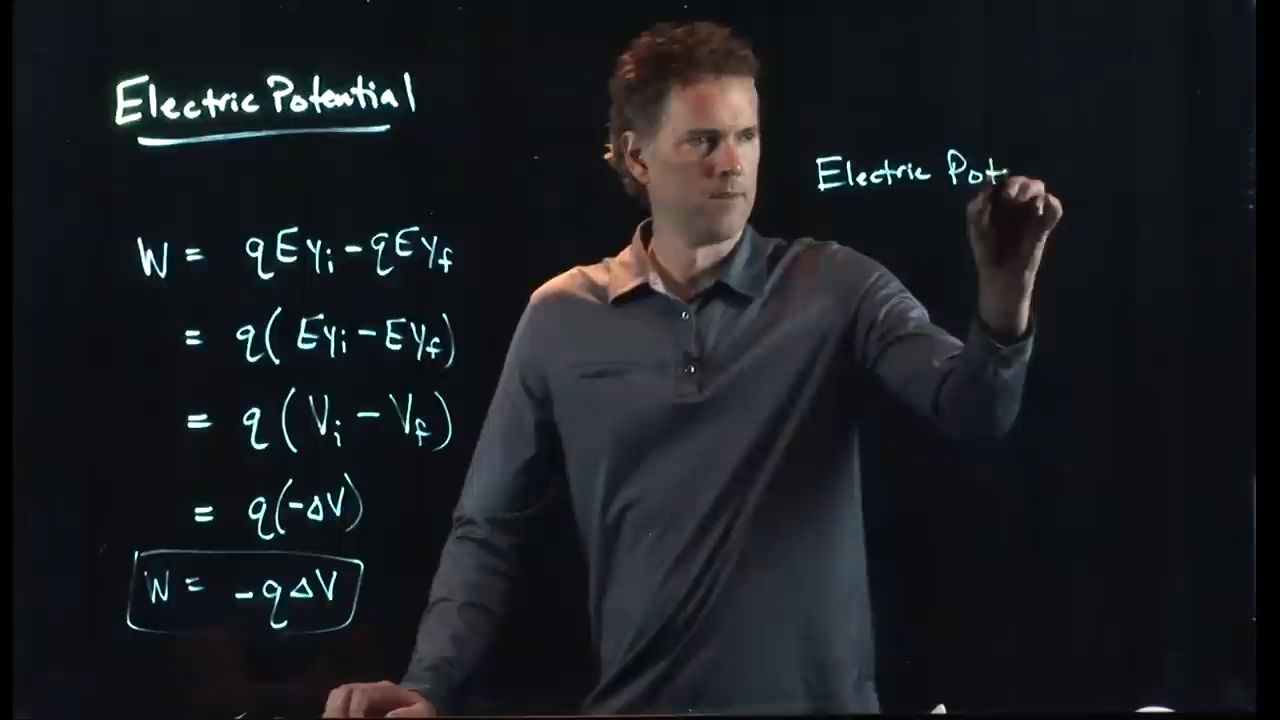 Electric Potential
W = qEyᵢ - qEy_f
= q(Eyᵢ - Ey_f)
= q(Vᵢ - V_f)
= q(-ΔV)
W = -qΔV
Electric Pot